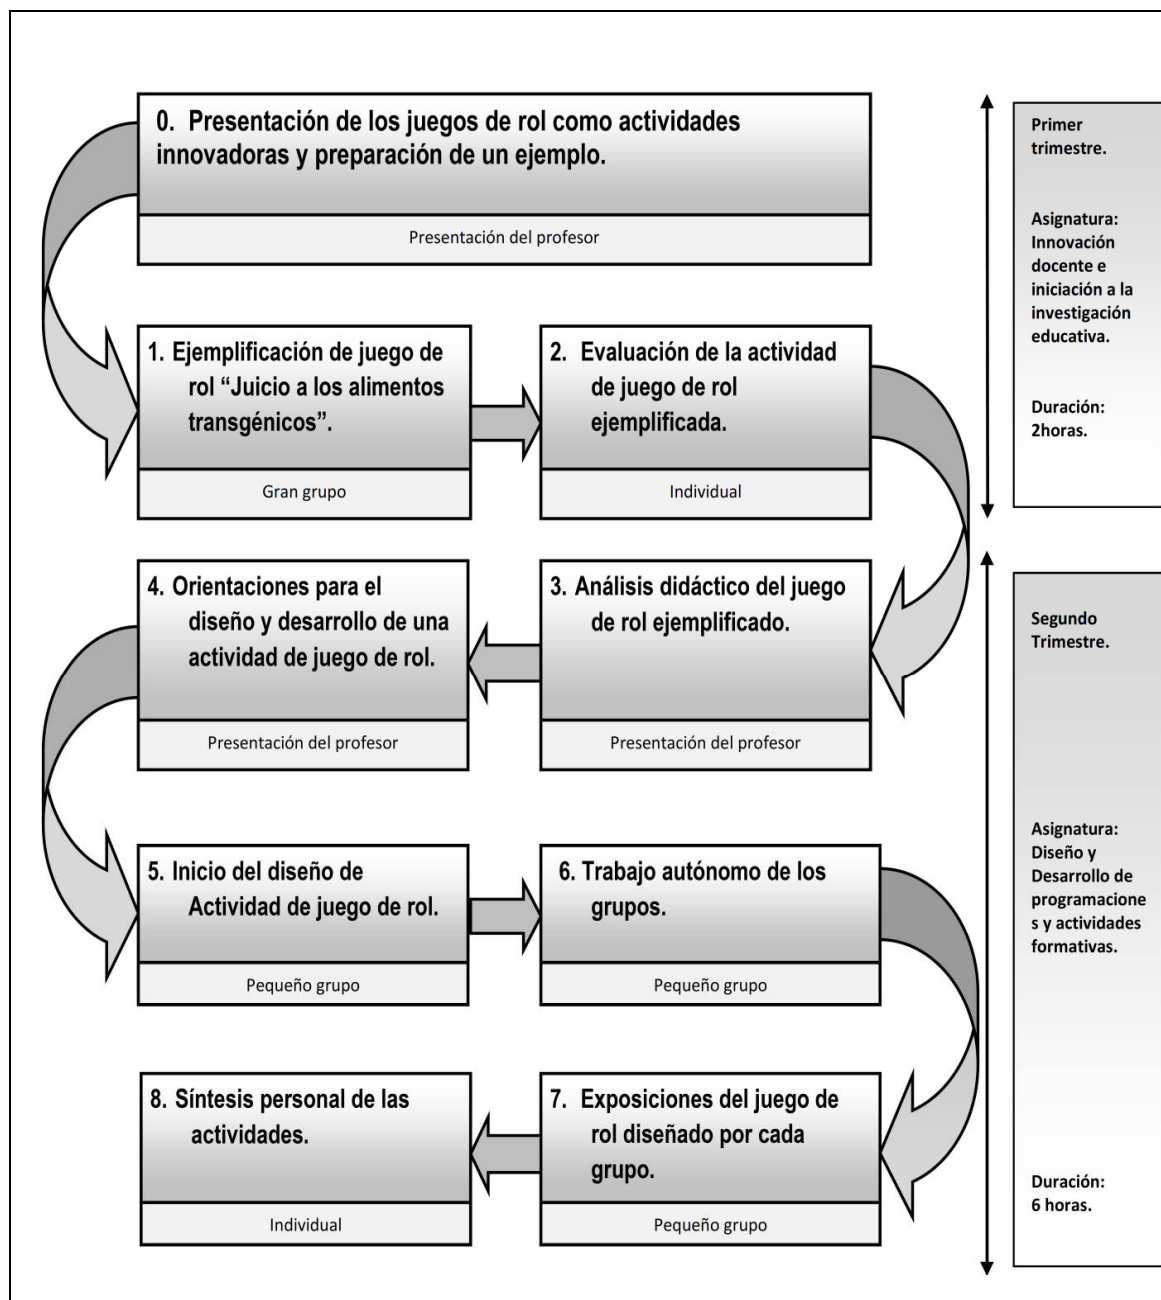 0. Presentación de los juegos de rol como actividades
innovadoras y preparación de un ejemplo.
Presentación del profesor
1. Ejemplificación de juego de
rol “Juicio a los alimentos
transgénicos”.
Gran grupo
2. Evaluación de la actividad
de juego de rol
ejemplificada.
Individual
3. Análisis didáctico del juego
de rol ejemplificado.
Presentación del profesor
4. Orientaciones para el
diseño y desarrollo de una
actividad de juego de rol.
Presentación del profesor
5. Inicio del diseño de
Actividad de juego de rol.
Pequeño grupo
6. Trabajo autónomo de los
grupos.
Pequeño grupo
7. Exposiciones del juego de
rol diseñado por cada
grupo.
Pequeño grupo
8. Síntesis personal de las
actividades.
Individual
Primer
trimestre.
Asignatura:
Innovación
docente e
iniciación a la
investigación
educativa.
Duración:
2horas.
Segundo
Trimestre.
Asignatura:
Diseño y
Desarrollo de
programacione
s y actividades
formativas.
Duración:
6 horas.